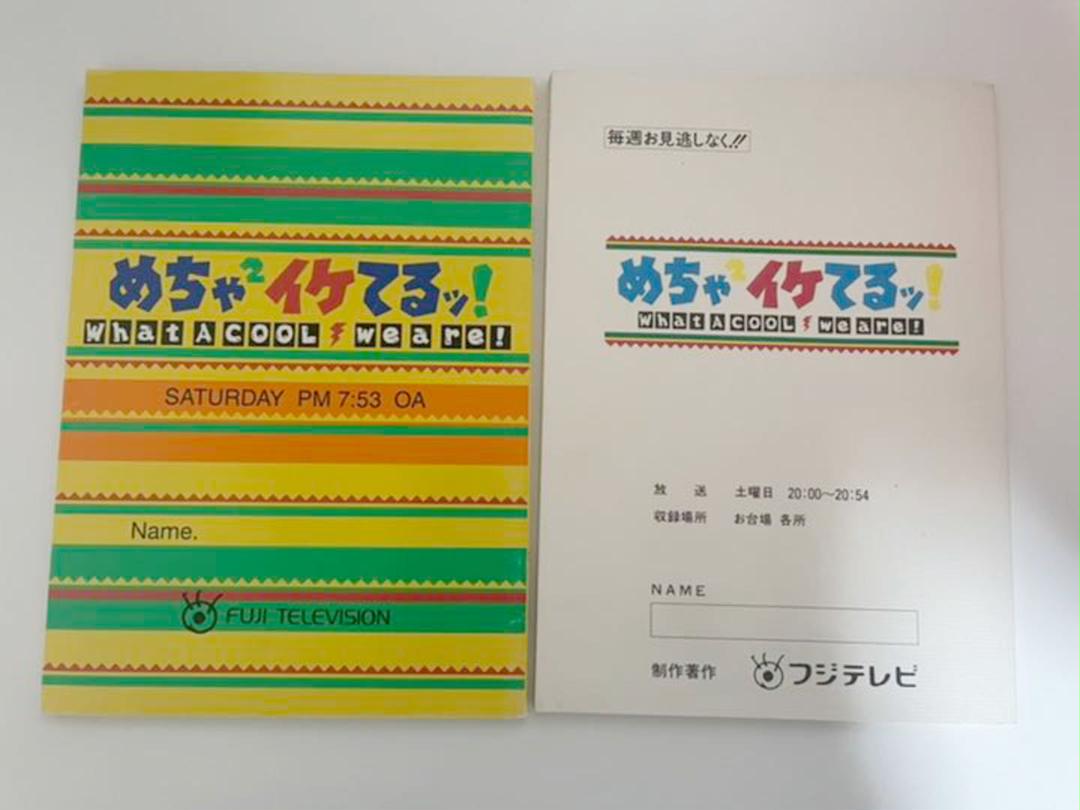 めちゃ²イケてるッ!
What A COOL we are!
SATURDAY PM 7:53 OA
Name.
FUJI TELEVISION
毎週お見逃しなく!!
めちゃ²イケてるッ!
What A COOL we are!
放 送 土曜日 20:00〜20:54
収録場所 お台場 各所
NAME
制作著作 フジテレビ